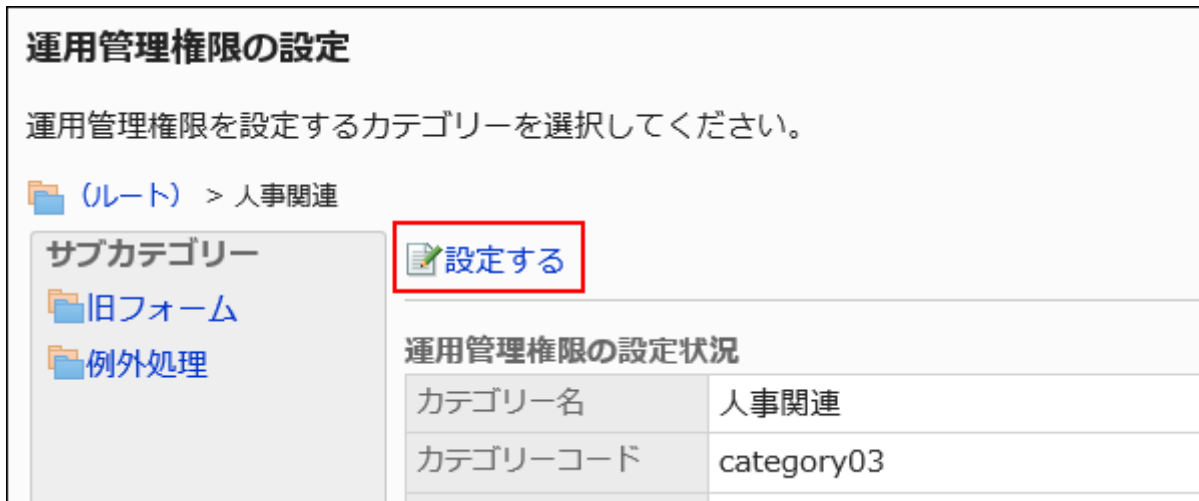 運用管理権限の設定
運用管理権限を設定するカテゴリーを選択してください。
（ルート） > 人事関連
サブカテゴリー
旧フォーム
例外処理
設定する
運用管理権限の設定状況
カテゴリー名 人事関連
カテゴリーコード category03